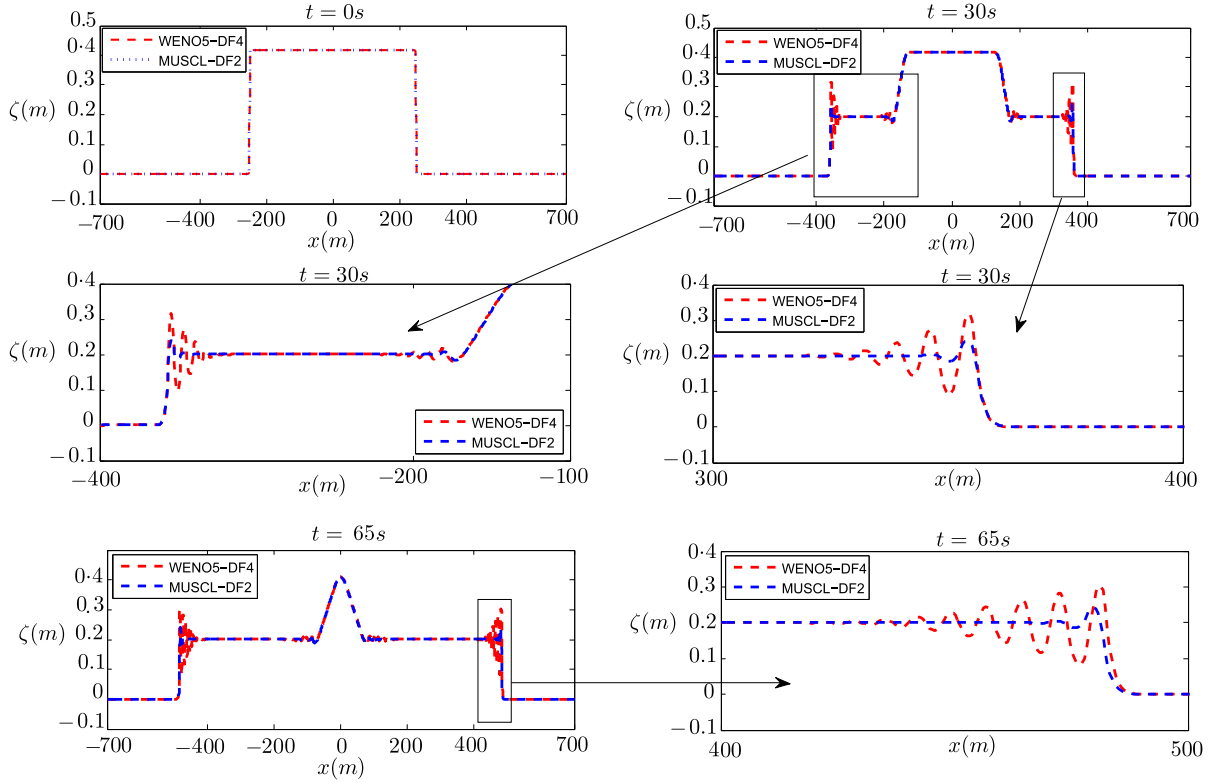 t = 0s
WENO5-DF4
MUSCL-DF2
0.5
0.4
0.3
ζ(m)
0.2
0.1
0
−0.1
−700
−400
−200
0
200
400
700
x(m)
t = 30s
WENO5-DF4
MUSCL-DF2
0.5
0.4
0.3
ζ(m)
0.2
0.1
0
−0.1
−700
−400
−200
0
200
400
700
x(m)
t = 30s
0.4
0.3
ζ(m)
0.2
0.1
0
−0.1
WENO5-DF4
MUSCL-DF2
−400
−200
−100
x(m)
t = 30s
WENO5-DF4
MUSCL-DF2
0.4
0.3
ζ(m)
0.2
0.1
0
−0.1
300
400
x(m)
t = 65s
WENO5-DF4
MUSCL-DF2
0.4
0.3
ζ(m)
0.2
0.1
0
−0.1
−700
−400
−200
0
200
400
700
x(m)
t = 65s
WENO5-DF4
MUSCL-DF2
0.4
0.3
ζ(m)
0.2
0.1
0
−0.1
400
500
x(m)